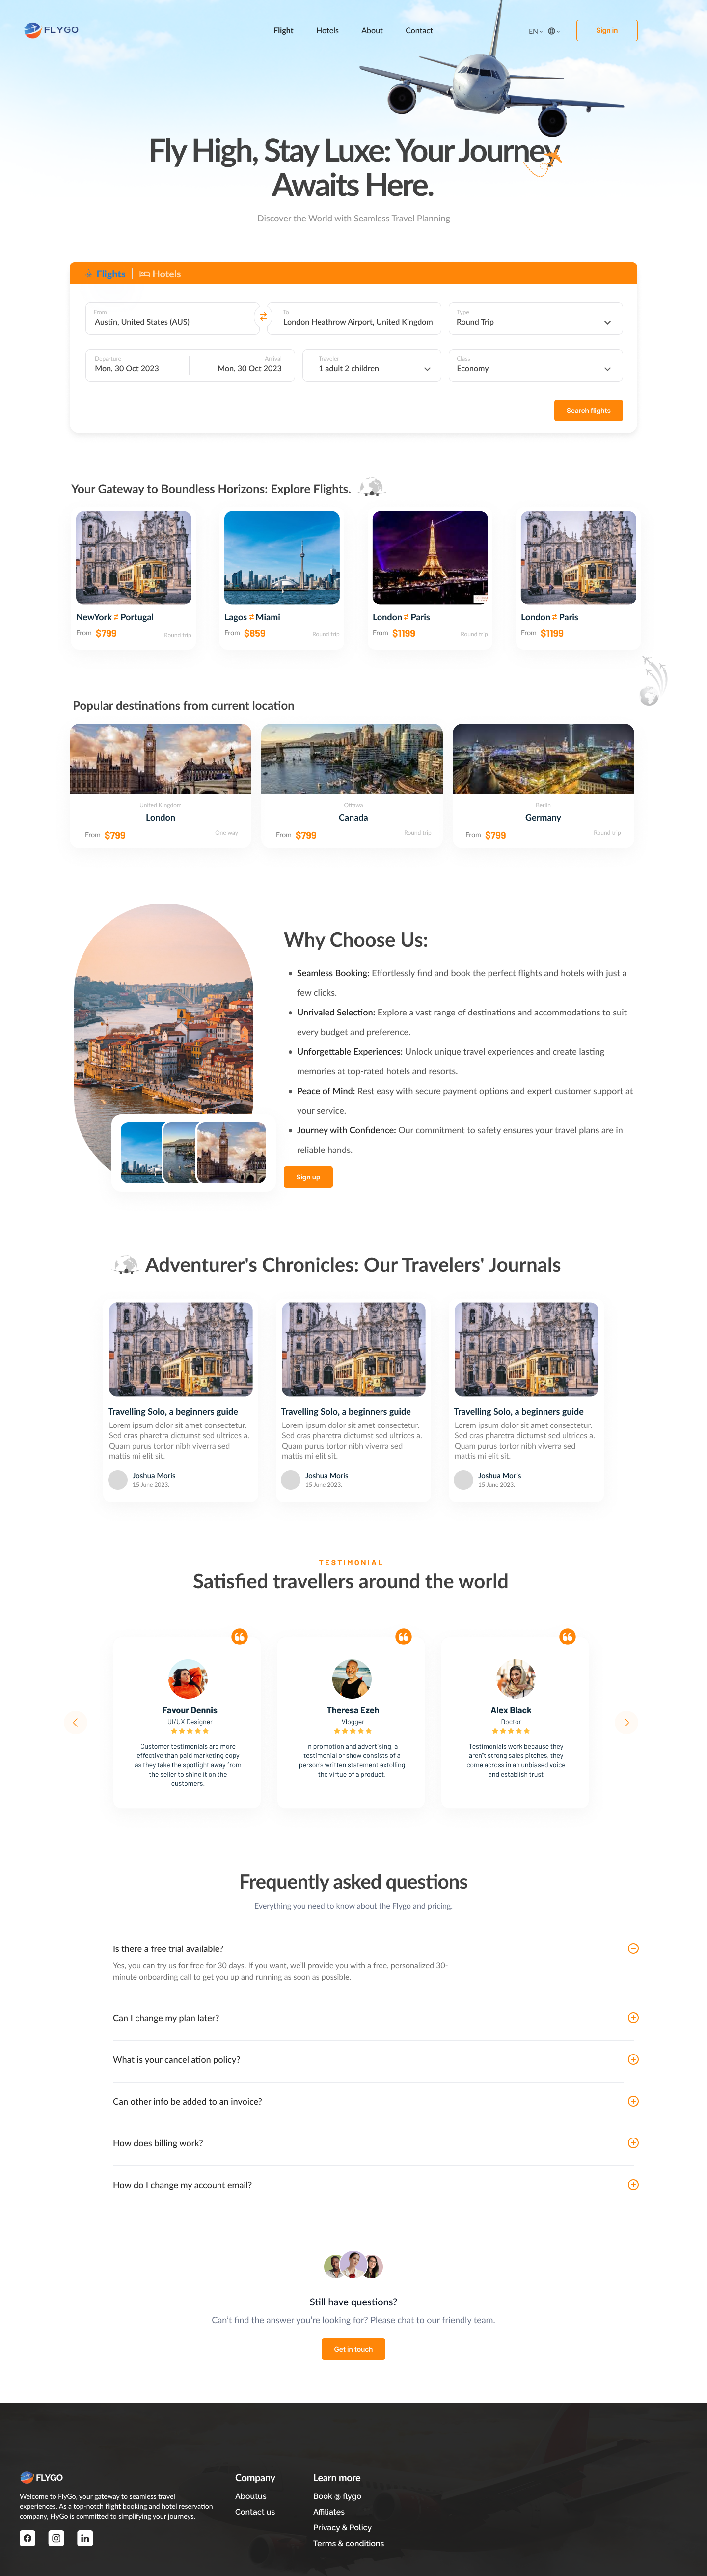 FLYGO
Flight
Hotels
About
Contact
EN
Sign in
Fly High, Stay Luxe: Your Journey
Awaits Here.
Discover the World with Seamless Travel Planning
Flights
Hotels
From
Austin, United States (AUS)
To
London Heathrow Airport, United Kingdom
Type
Round Trip
Departure
Mon, 30 Oct 2023
Arrival
Mon, 30 Oct 2023
Traveler
1 adult 2 children
Class
Economy
Search flights
Your Gateway to Boundless Horizons: Explore Flights.
NewYork Portugal
From $799
Round trip
Lagos Miami
From $859
Round trip
London Paris
From $1199
Round trip
London Paris
From $1199
Popular destinations from current location
United Kingdom
London
From $799
One way
Ottawa
Canada
From $799
Round trip
Berlin
Germany
From $799
Round trip
Why Choose Us:
Seamless Booking: Effortlessly find and book the perfect flights and hotels with just a
few clicks.
Unrivaled Selection: Explore a vast range of destinations and accommodations to suit
every budget and preference.
Unforgettable Experiences: Unlock unique travel experiences and create lasting
memories at top-rated hotels and resorts.
Peace of Mind: Rest easy with secure payment options and expert customer support at
your service.
Journey with Confidence: Our commitment to safety ensures your travel plans are in
reliable hands.
Sign up
Adventurer's Chronicles: Our Travelers' Journals
Travelling Solo, a beginners guide
Lorem ipsum dolor sit amet consectetur.
Sed cras pharetra dictumst sed ultrices a.
Quam purus tortor nibh viverra sed
mattis mi elit sit.
Joshua Moris
15 June 2023.
Travelling Solo, a beginners guide
Lorem ipsum dolor sit amet consectetur.
Sed cras pharetra dictumst sed ultrices a.
Quam purus tortor nibh viverra sed
mattis mi elit sit.
Joshua Moris
15 June 2023.
Travelling Solo, a beginners guide
Lorem ipsum dolor sit amet consectetur.
Sed cras pharetra dictumst sed ultrices a.
Quam purus tortor nibh viverra sed
mattis mi elit sit.
Joshua Moris
15 June 2023.
TESTIMONIAL
Satisfied travellers around the world
Favour Dennis
UI/UX Designer
Customer testimonials are more
effective than paid marketing copy
as they take the spotlight away from
the seller to shine it on the
customers.
Theresa Ezeh
Vlogger
In promotion and advertising, a
testimonial or show consists of a
person's written statement extolling
the virtue of a product.
Alex Black
Doctor
Testimonials work because they
aren"t strong sales pitches, they
come across in an unbiased voice
and establish trust
Frequently asked questions
Everything you need to know about the Flygo and pricing.
Is there a free trial available?
Yes, you can try us for free for 30 days. If you want, we'll provide you with a free, personalized 30-
minute onboarding call to get you up and running as soon as possible.
Can I change my plan later?
What is your cancellation policy?
Can other info be added to an invoice?
How does billing work?
How do I change my account email?
Still have questions?
Can't find the answer you're looking for? Please chat to our friendly team.
Get in touch
FLYGO
Welcome to FlyGo, your gateway to seamless travel
experiences. As a top-notch flight booking and hotel reservation
company, FlyGo is committed to simplifying your journeys.
Company
Aboutus
Contact us
Learn more
Book @ flygo
Affiliates
Privacy & Policy
Terms & conditions